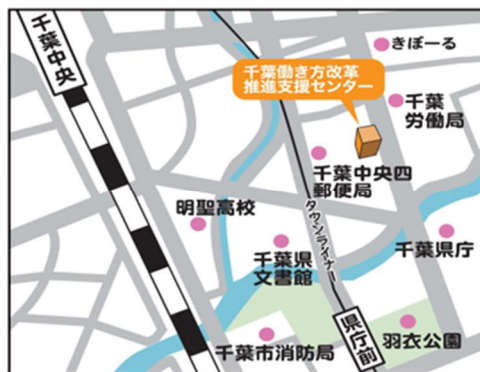 千葉中央
きぼーる
千葉働き方改革
推進支援センター
千葉
労働局
千葉中央四
郵便局
明聖高校
タウンライナー
千葉県
文書館
千葉県庁
県庁前
羽衣公園
千葉市消防局